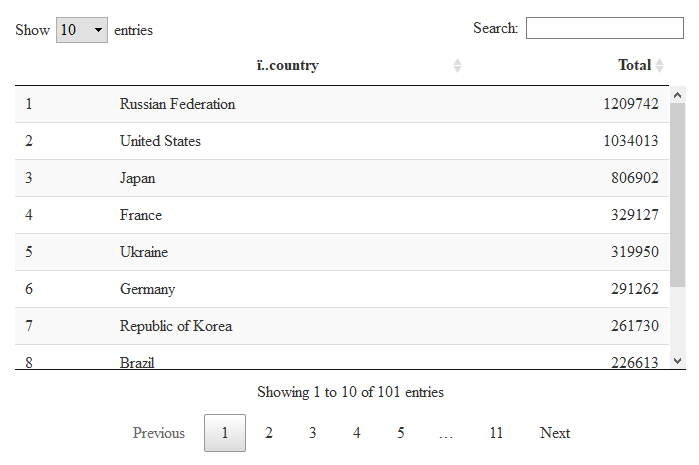 Show 10 entries Search:
ï..country Total
1 Russian Federation 1209742
2 United States 1034013
3 Japan 806902
4 France 329127
5 Ukraine 319950
6 Germany 291262
7 Republic of Korea 261730
8 Brazil 226613
Showing 1 to 10 of 101 entries
Previous 1 2 3 4 5 … 11 Next